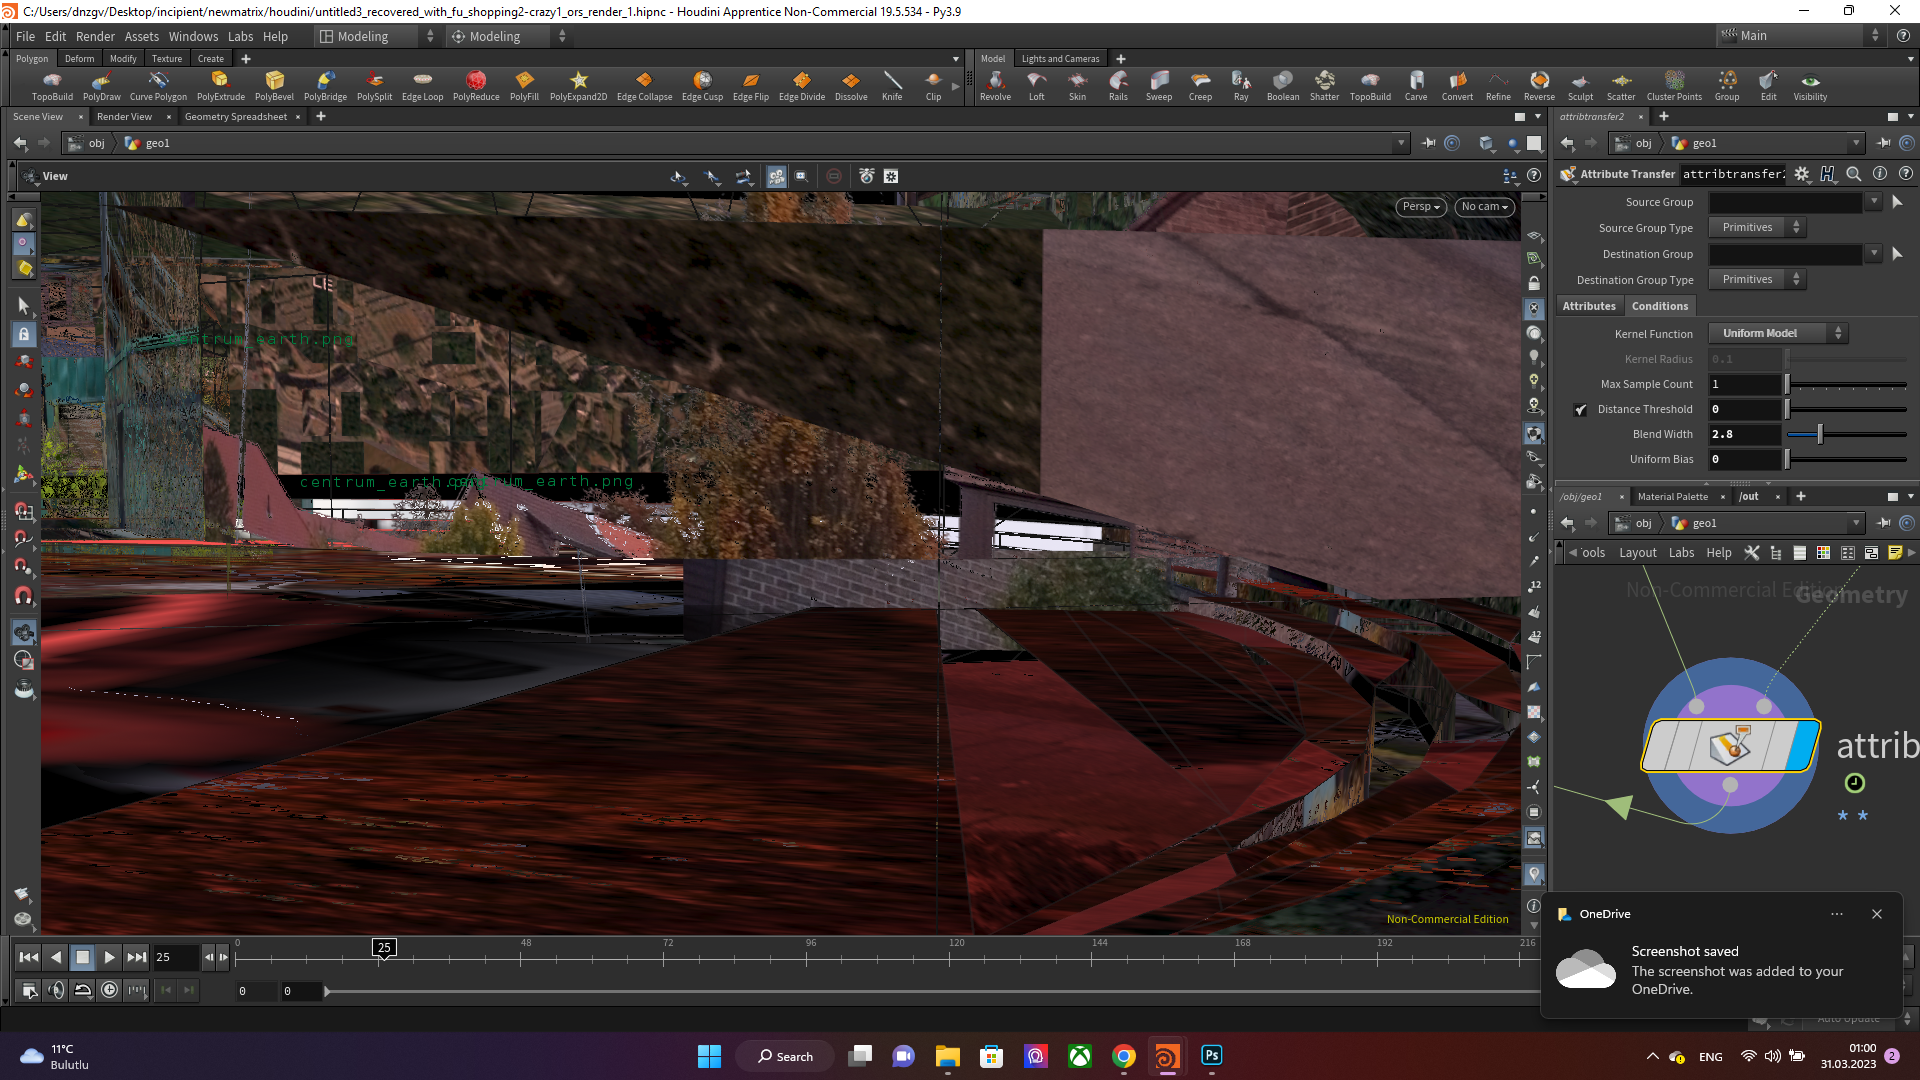 C:/Users/dnzgv/Desktop/incipient/newmatrix/houdini/untitled3_recovered_with_fu_shopping2-crazy1_ors_render_1.hipnc - Houdini Apprentice Non-Commercial 19.5.534 - Py3.9
File Edit Render Assets Windows Labs Help Modeling Modeling Main
Polygon Deform Modify Texture Create Model Lights and Cameras
TopoBuild PolyDraw Curve Polygon PolyExtrude PolyBevel PolyBridge PolySplit Edge Loop PolyReduce PolyFill PolyExpand2D Edge Collapse Edge Cusp Edge Flip Edge Divide Dissolve Knife Clip Revolve Loft Skin Rails Sweep Creep Ray Boolean Shatter TopoBuild Carve Convert Refine Reverse Sculpt Scatter Cluster Points Group Edit Visibility
Scene View Render View Geometry Spreadsheet attribtransfer2
obj geo1 obj geo1
View
Attribute Transfer attribtransfer2
Persp No cam
Source Group
Source Group Type Primitives
Destination Group
Destination Group Type Primitives
Attributes Conditions
Kernel Function Uniform Model
Kernel Radius 0.1
Max Sample Count 1
Distance Threshold 0
Blend Width 2.8
Uniform Bias 0
LE
centrum_earth.png
centrum_earth.png
centrum_earth.png
/obj/geo1 Material Palette /out
obj geo1
ools Layout Labs Help
Non-Commercial Edition
Geometry
attrib
Non-Commercial Edition
OneDrive
Screenshot saved
The screenshot was added to your
OneDrive.
25
0 25 48 72 96 120 144 168 192 216
0 0
Auto Update
11°C
Bulutlu
Search
Ps
ENG
01:00
31.03.2023
2